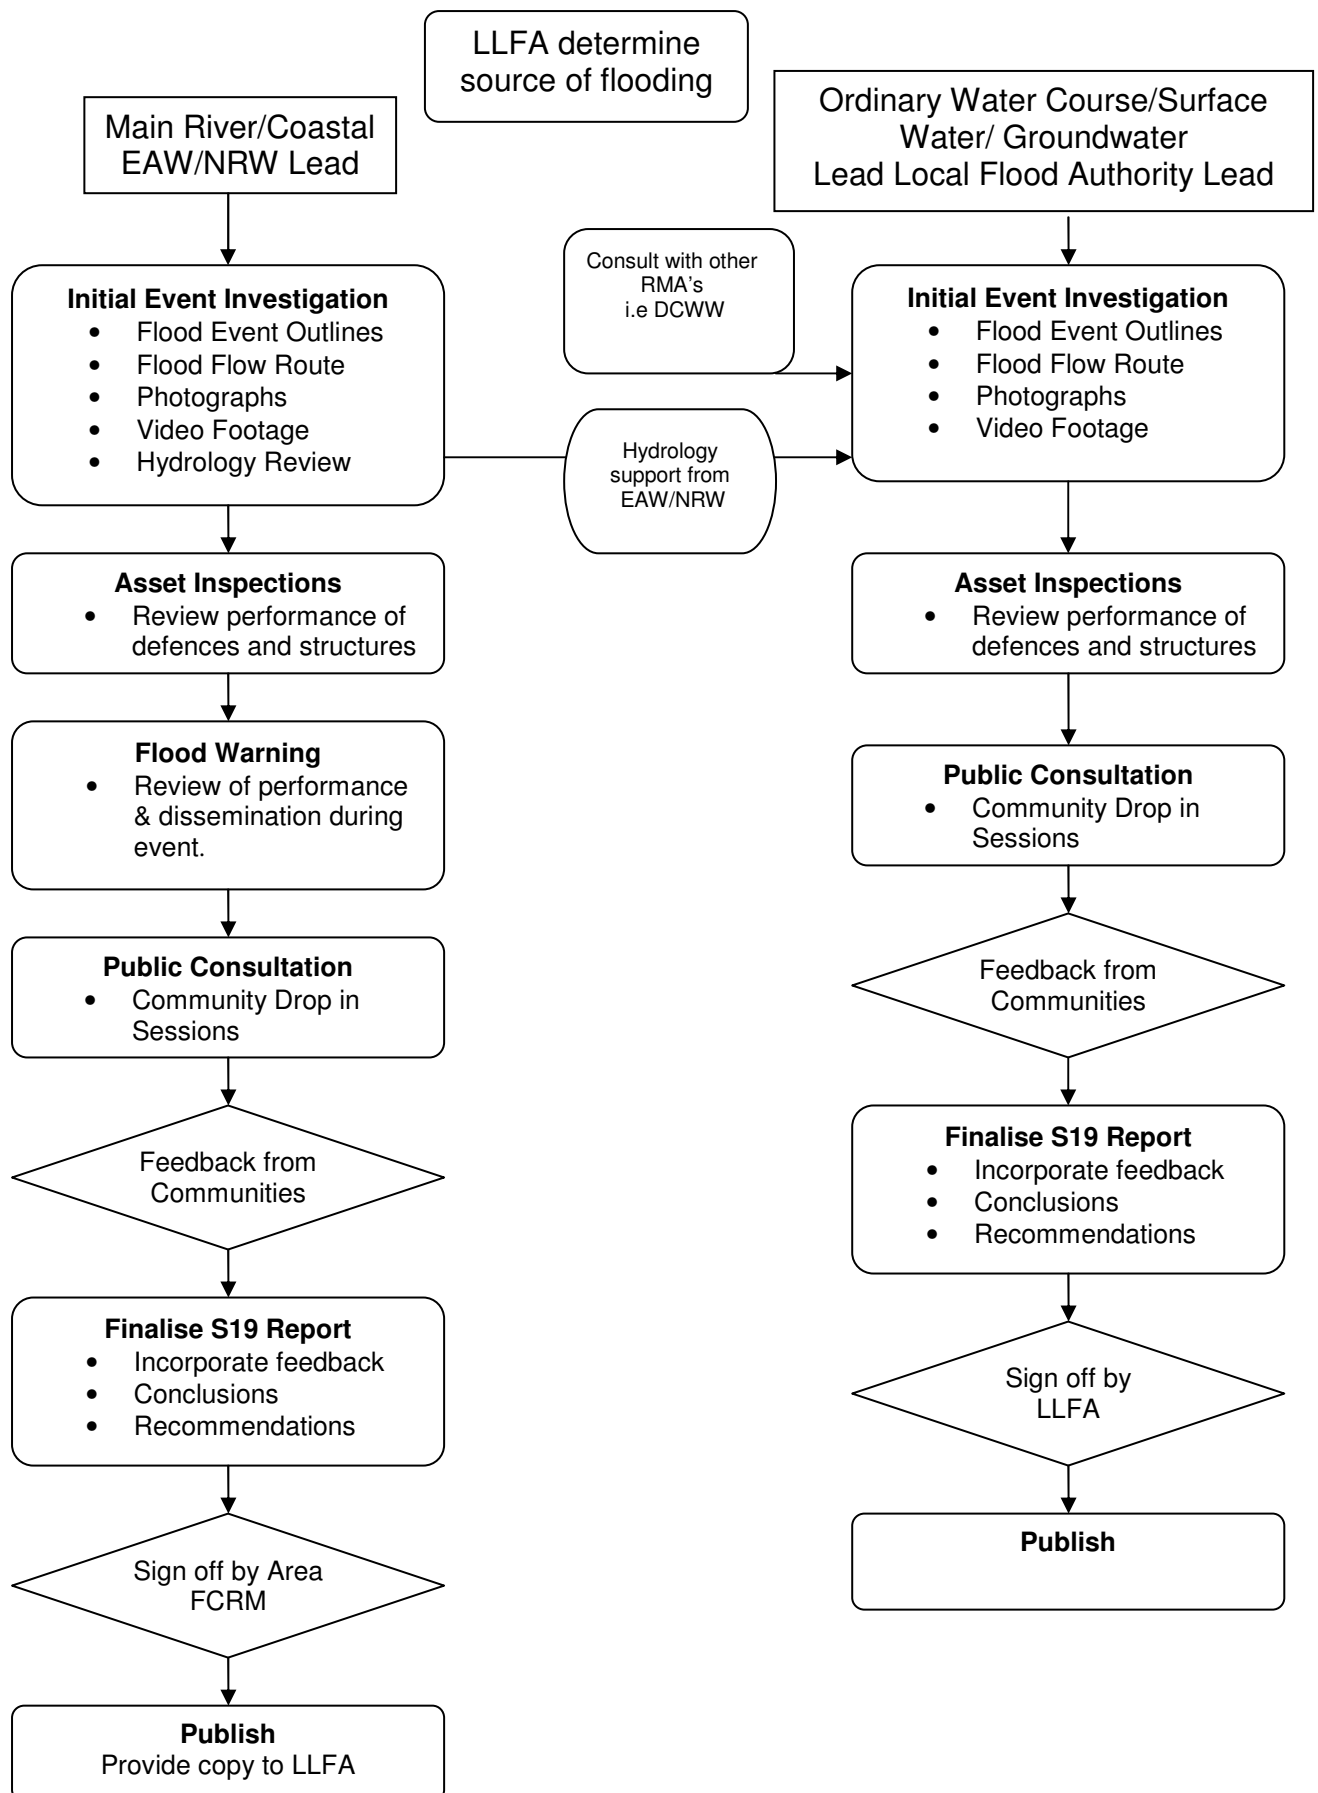 LLFA determine
source of flooding
Main River/Coastal
EAW/NRW Lead
Initial Event Investigation
• Flood Event Outlines
• Flood Flow Route
• Photographs
• Video Footage
• Hydrology Review
Asset Inspections
• Review performance of
defences and structures
Flood Warning
• Review of performance
& dissemination during
event.
Public Consultation
• Community Drop in
Sessions
Feedback from
Communities
Finalise S19 Report
• Incorporate feedback
• Conclusions
• Recommendations
Sign off by Area
FCRM
Publish
Provide copy to LLFA
Consult with other
RMA's
i.e DCWW
Hydrology
support from
EAW/NRW
Ordinary Water Course/Surface
Water/ Groundwater
Lead Local Flood Authority Lead
Initial Event Investigation
• Flood Event Outlines
• Flood Flow Route
• Photographs
• Video Footage
Asset Inspections
• Review performance of
defences and structures
Public Consultation
• Community Drop in
Sessions
Feedback from
Communities
Finalise S19 Report
• Incorporate feedback
• Conclusions
• Recommendations
Sign off by
LLFA
Publish